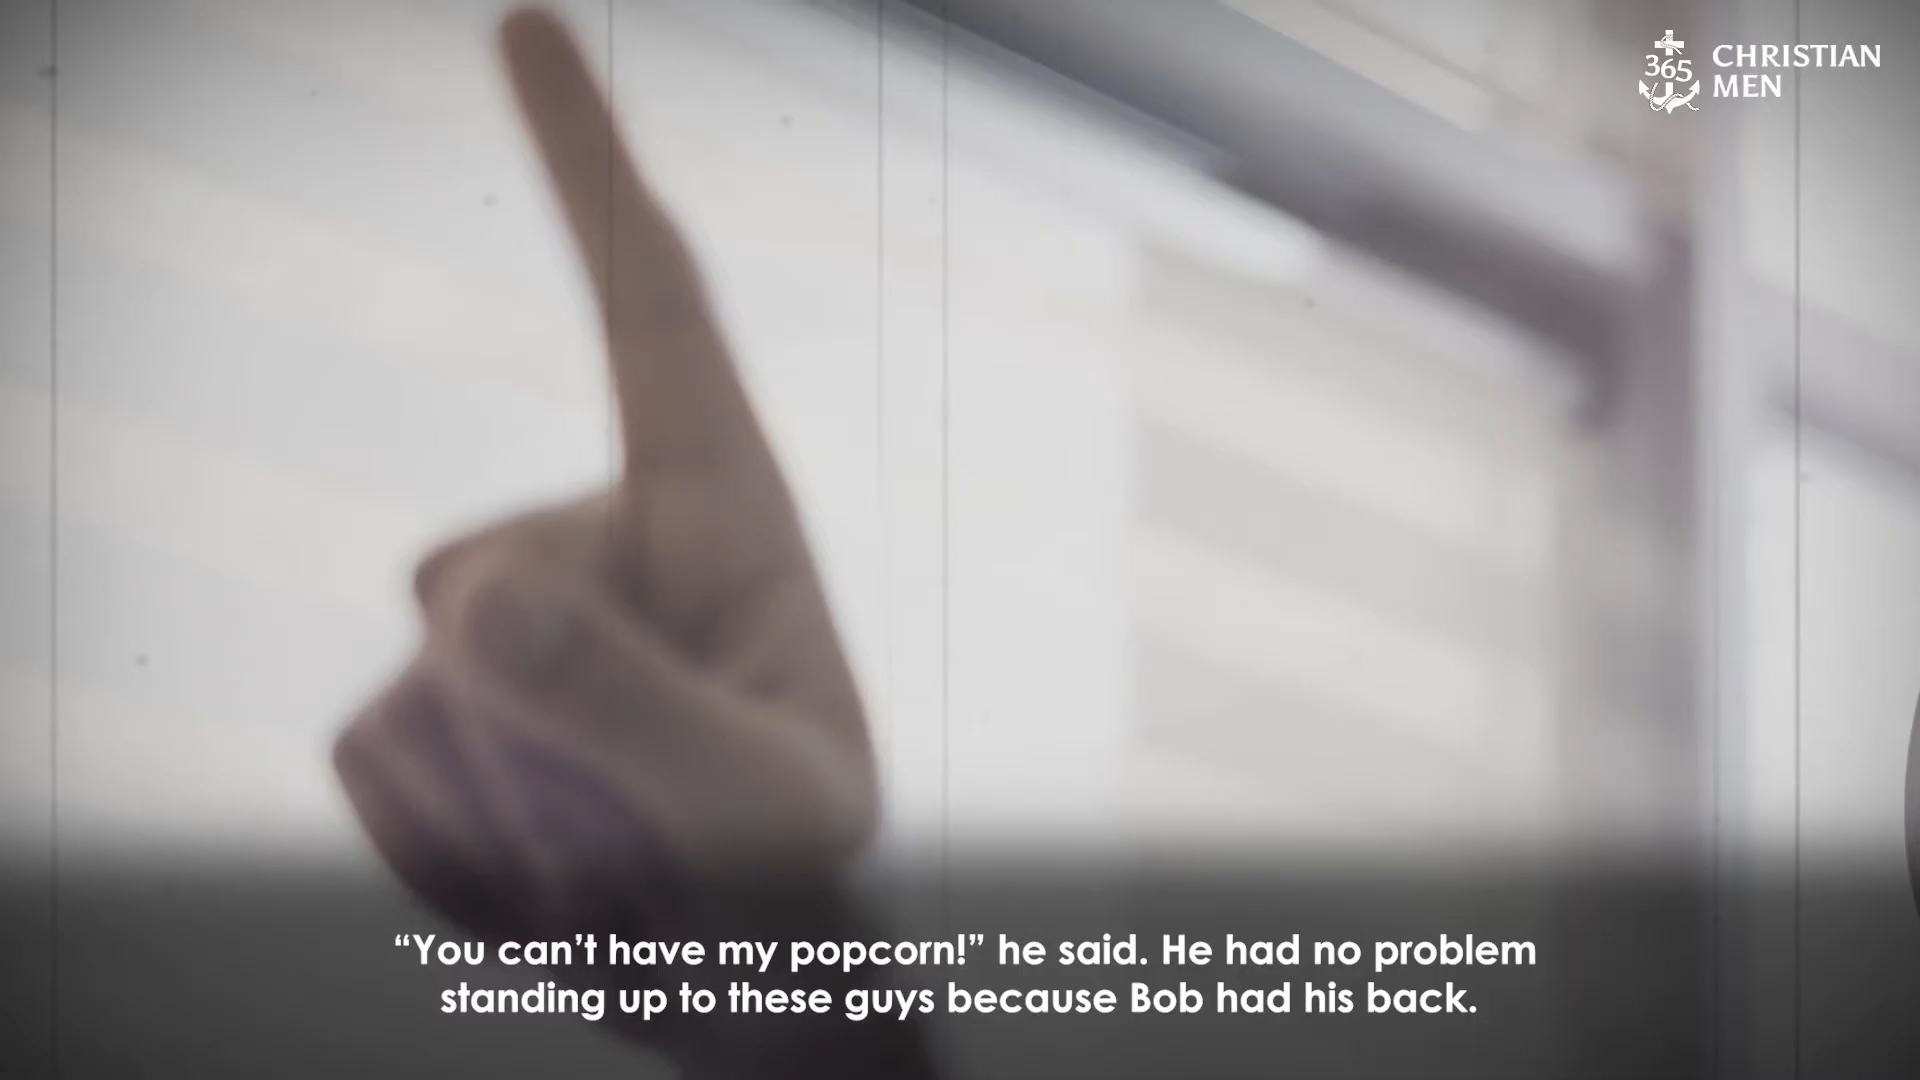 365
CHRISTIAN
MEN
“You can’t have my popcorn!” he said. He had no problem
standing up to these guys because Bob had his back.